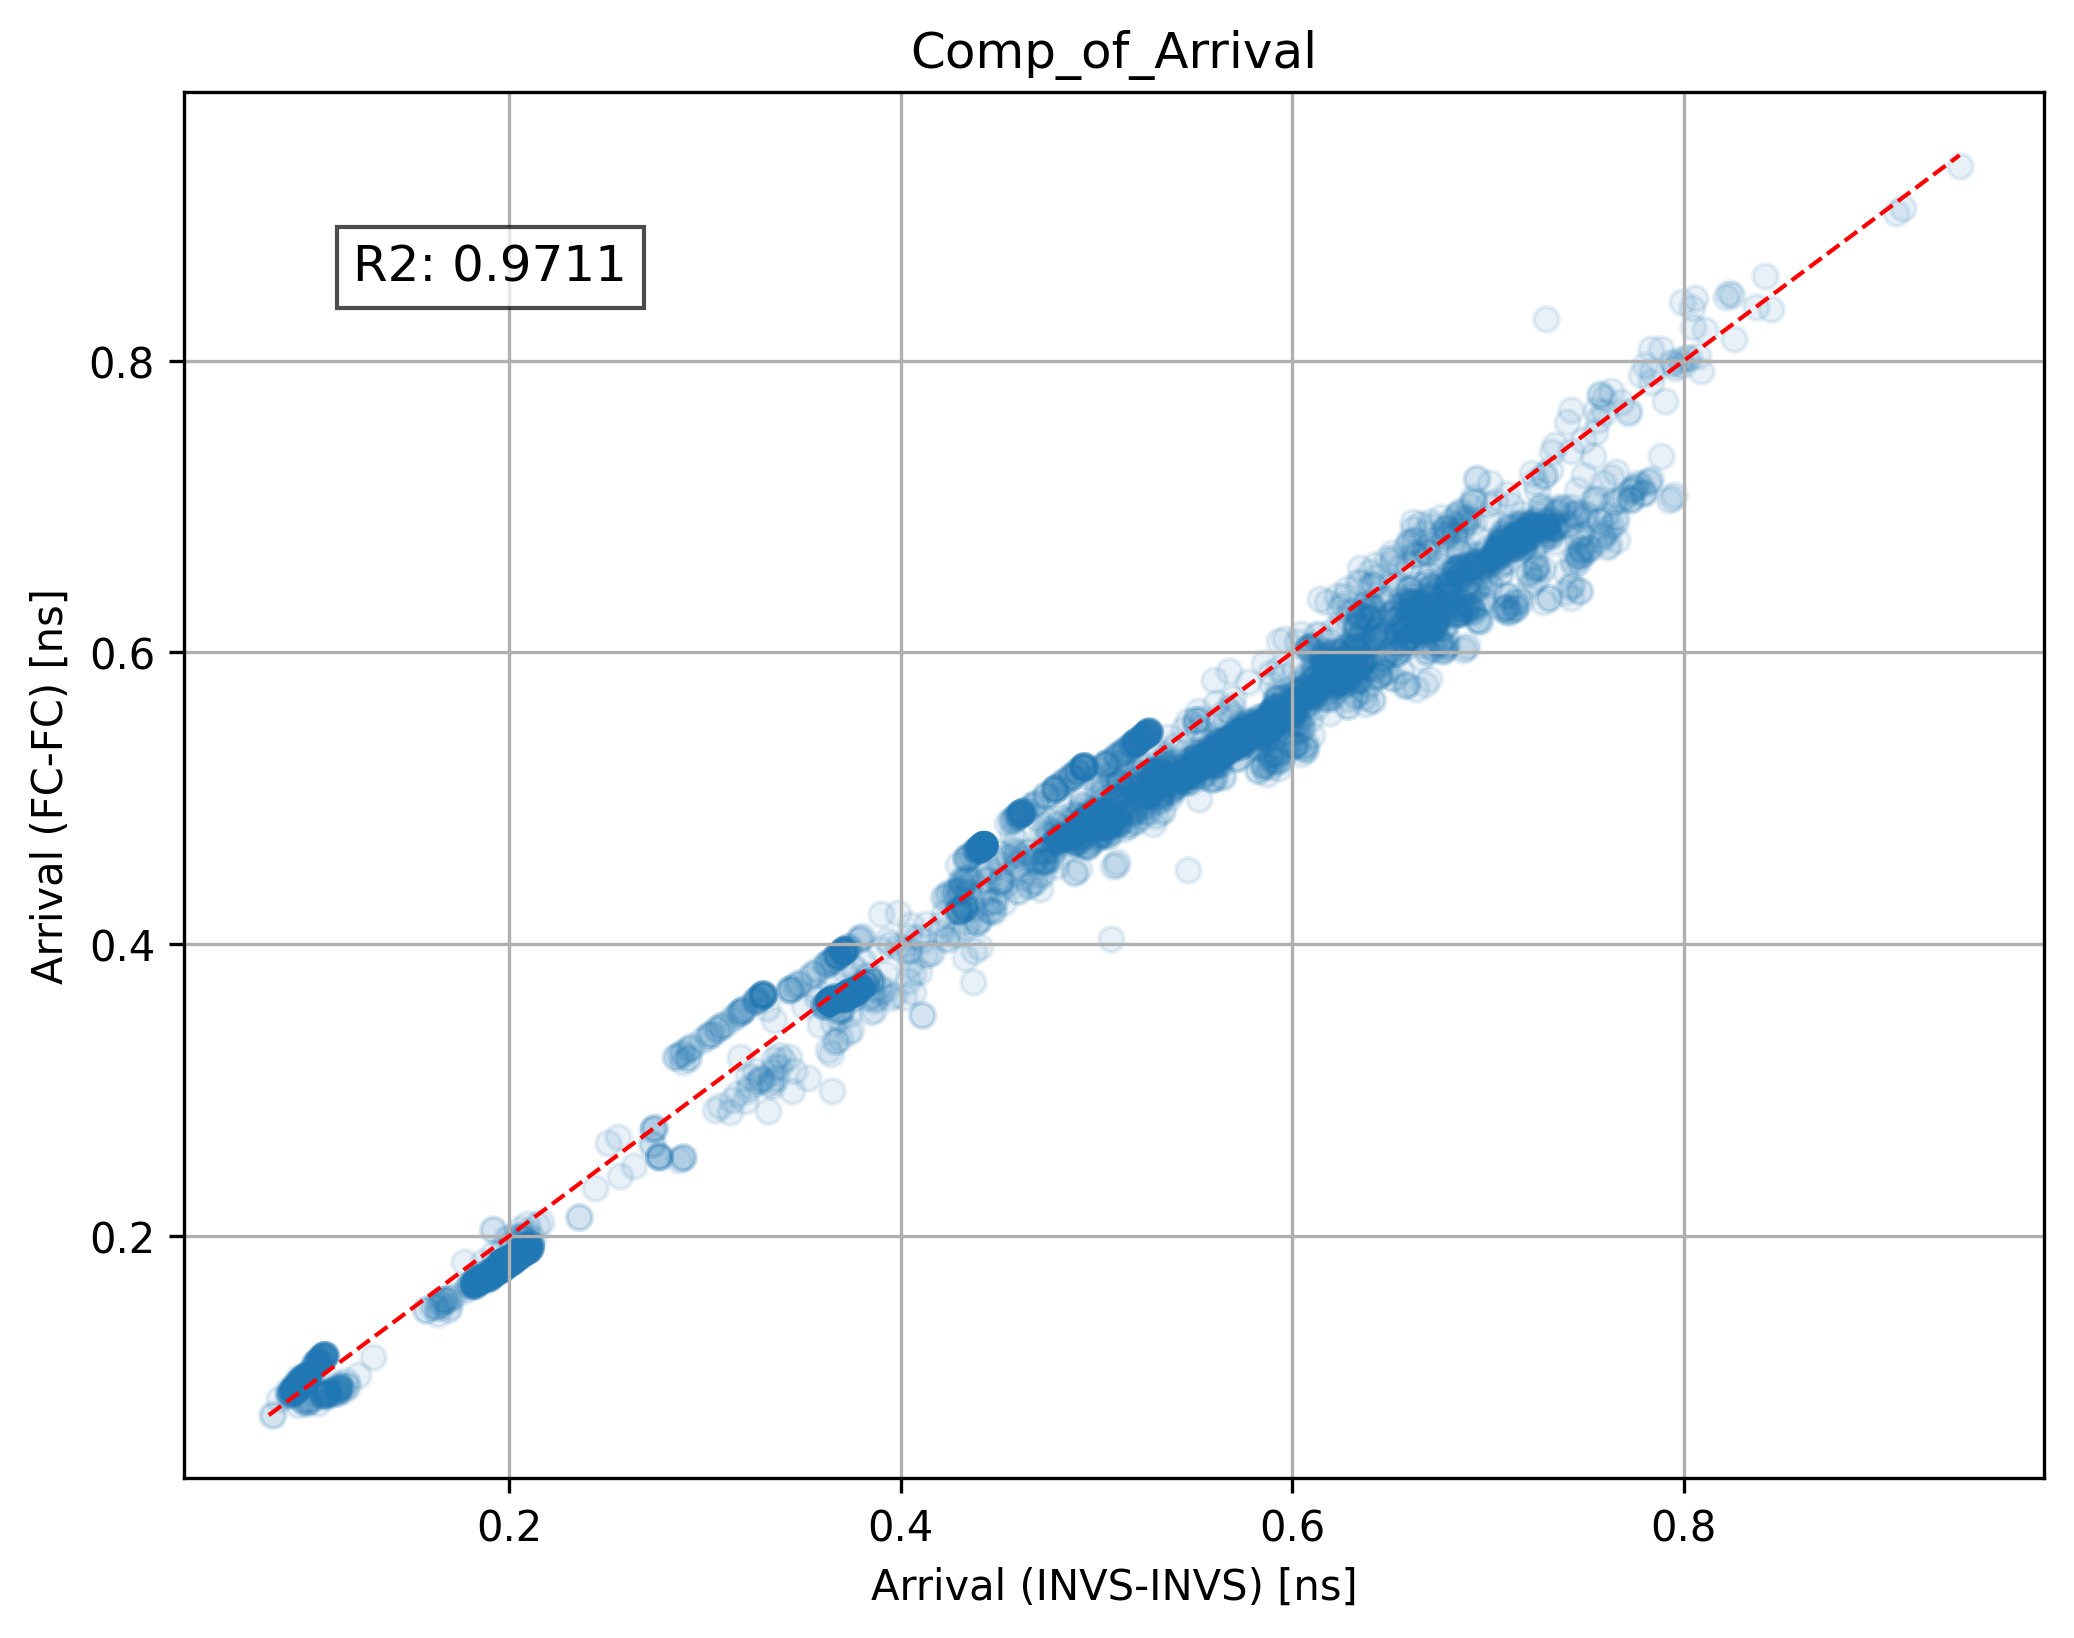 Comp_of_Arrival
R2: 0.9711
0.8
0.6
0.4
0.2
Arrival (FC-FC) [ns]
0.2 0.4 0.6 0.8
Arrival (INVS-INVS) [ns]